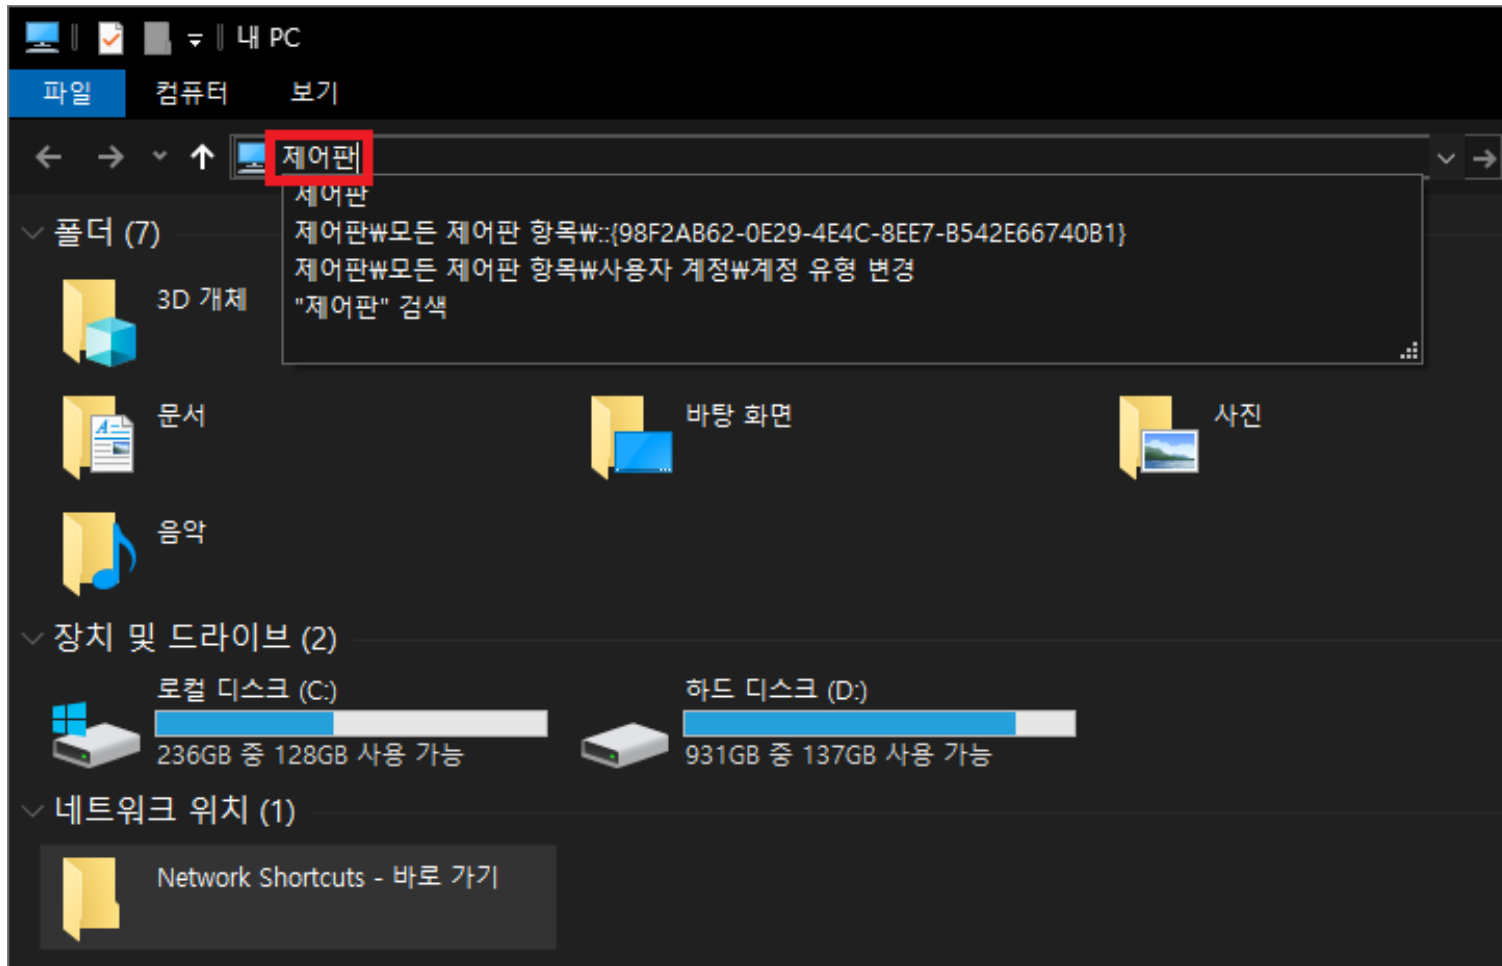 내 PC
파일 컴퓨터 보기
제어판
제어판
제어판₩모든 제어판 항목₩::{98F2AB62-0E29-4E4C-8EE7-B542E66740B1}
제어판₩모든 제어판 항목₩사용자 계정₩계정 유형 변경
"제어판" 검색
폴더 (7)
3D 개체
문서
바탕 화면
사진
음악
장치 및 드라이브 (2)
로컬 디스크 (C:)
236GB 중 128GB 사용 가능
하드 디스크 (D:)
931GB 중 137GB 사용 가능
네트워크 위치 (1)
Network Shortcuts - 바로 가기